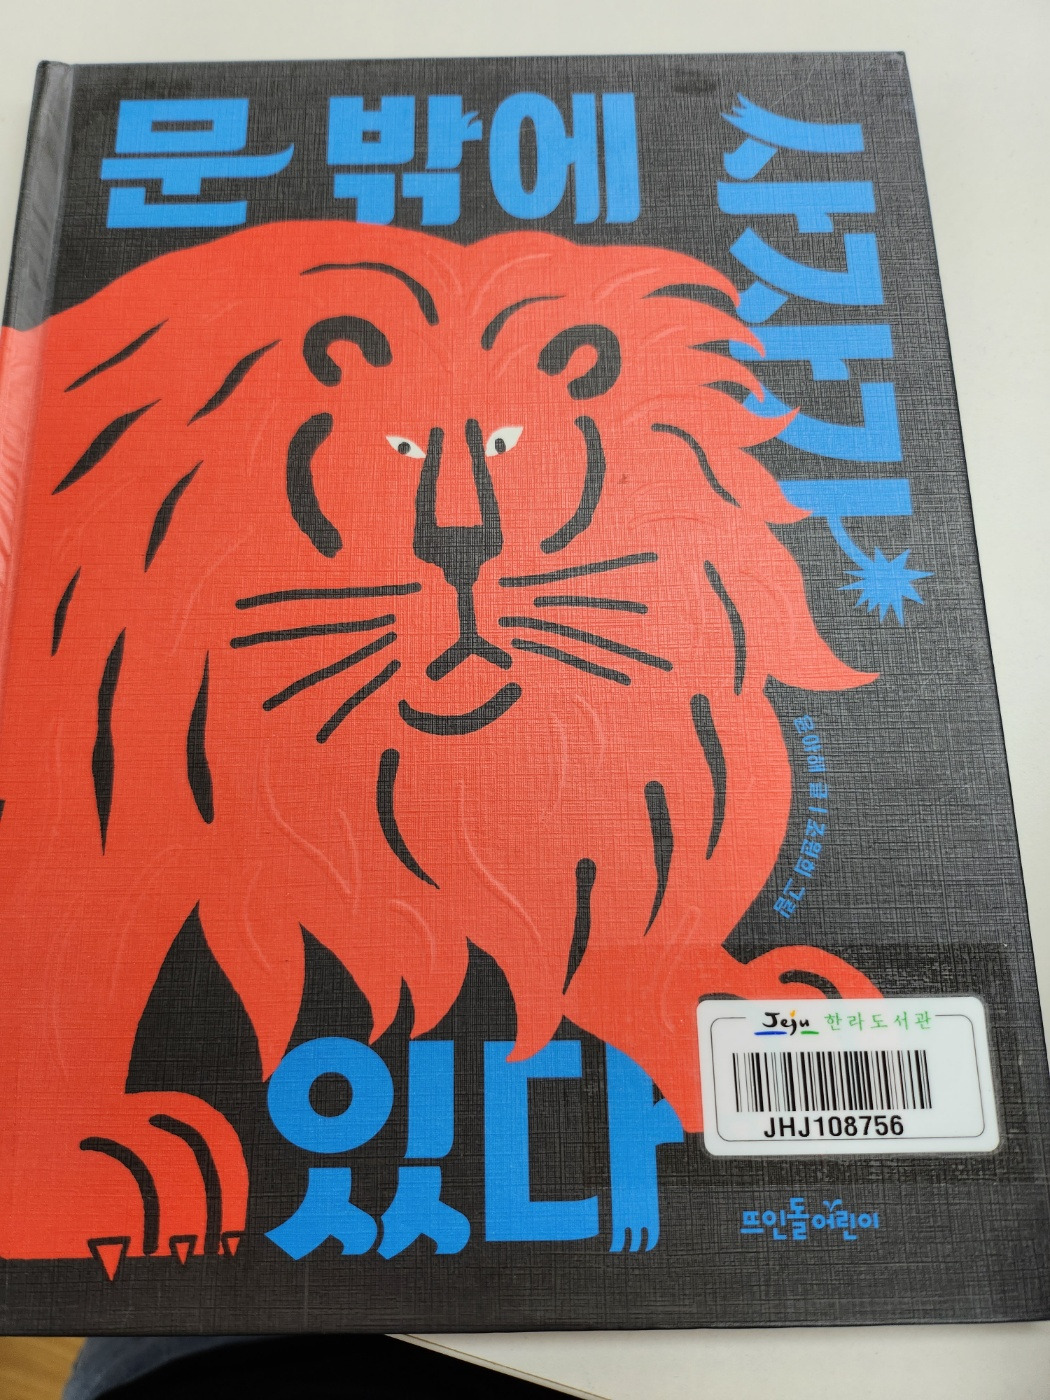 문 밖에
사자가
윤아해 글 | 조원희 그림
있다
Jeju 한라도서관
JHJ108756
뜨인돌어린이